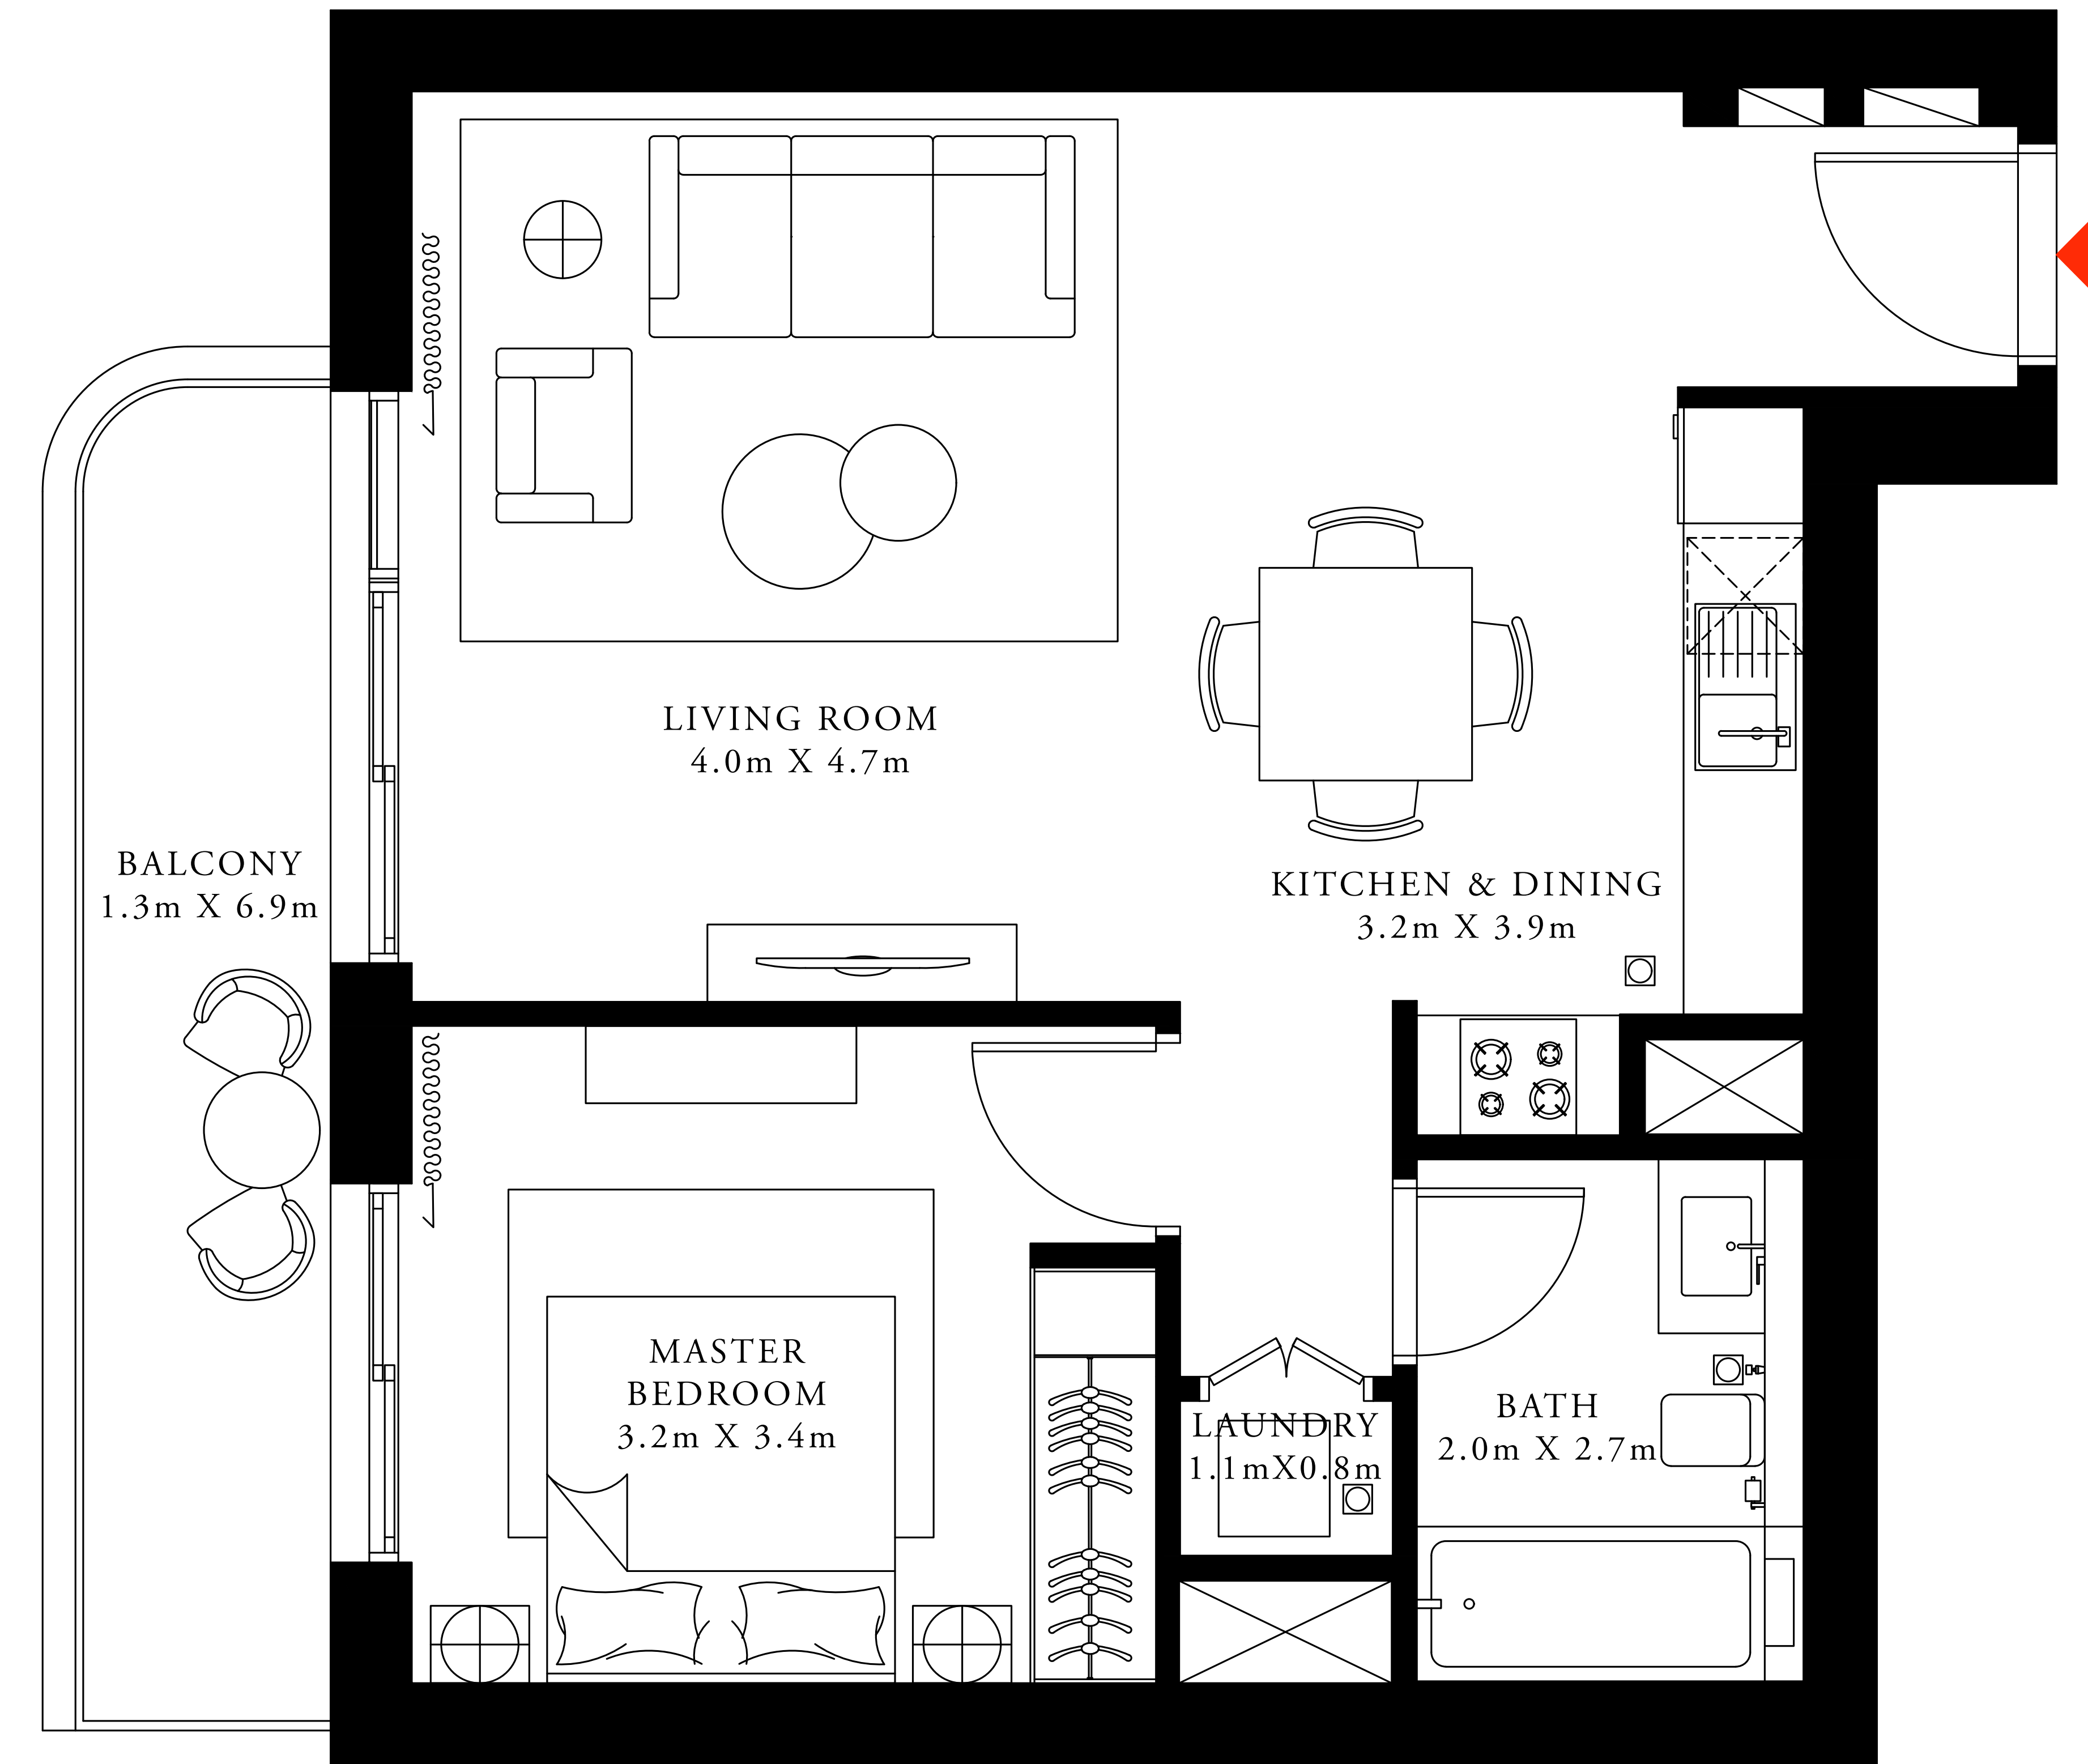 LIVING ROOM
4.0m X 4.7m
BALCONY
1.3m X 6.9m
KITCHEN & DINING
3.2m X 3.9m
MASTER
BEDROOM
3.2m X 3.4m
LAUNDRY
1.1mX0.8m
BATH
2.0m X 2.7m